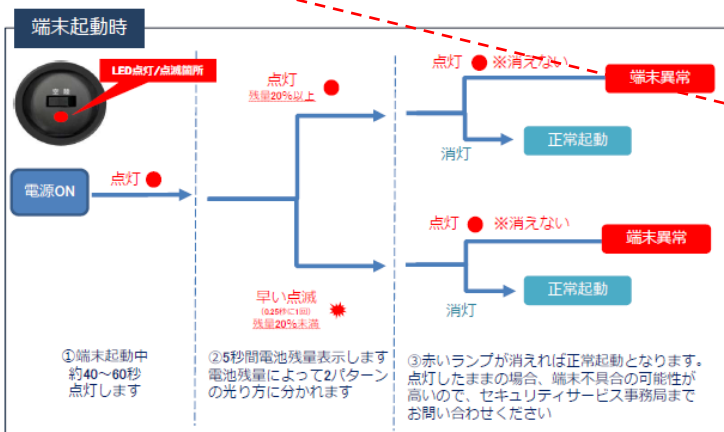 端末起動時
LED点灯/点滅箇所
電源ON
点灯
点灯
残量20%以上
早い点滅
(0.25秒に1回)
残量20%未満
点灯 ※消えない
端末異常
消灯
正常起動
点灯 ※消えない
端末異常
消灯
正常起動
①端末起動中
約40～60秒
点灯します
②5秒間電池残量表示します
電池残量によって2パターン
の光り方に分かれます
③赤いランプが消えれば正常起動となります。
点灯したままの場合、端末不具合の可能性が
高いので、セキュリティサービス事務局まで
お問い合わせください